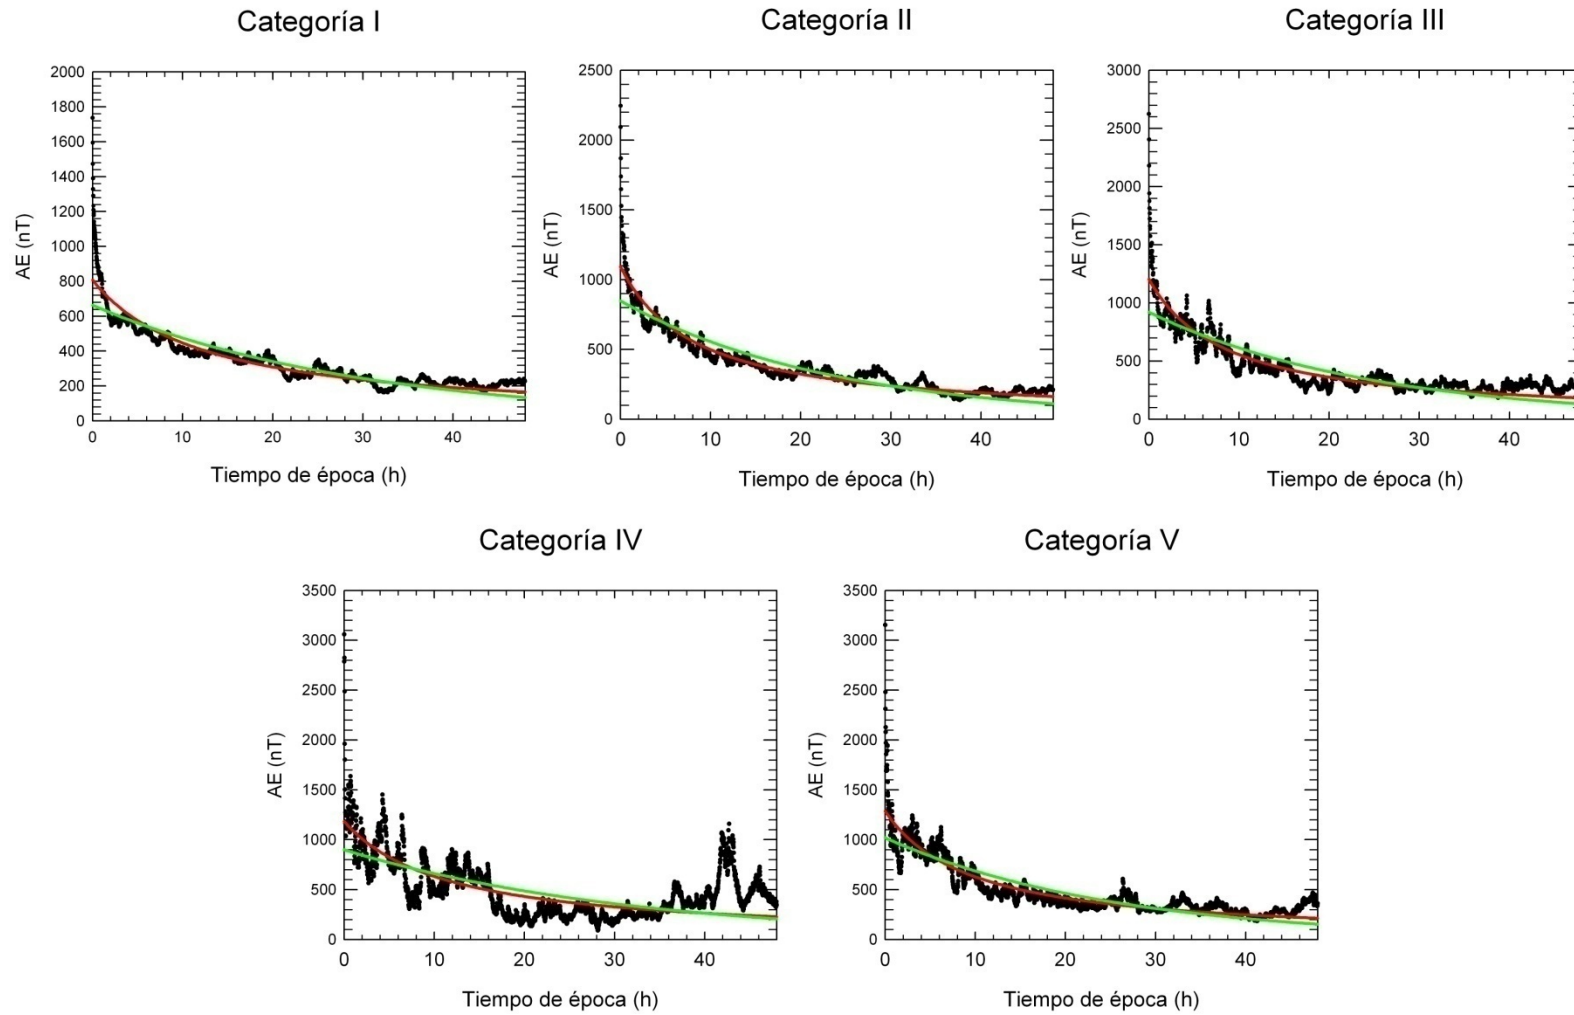 Categoría I
2000
1800
1600
1400
1200
1000
800
600
400
200
0
AE (nT)
0 10 20 30 40
Tiempo de época (h)
Categoría II
2500
2000
1500
1000
500
0
AE (nT)
0 10 20 30 40
Tiempo de época (h)
Categoría III
3000
2500
2000
1500
1000
500
0
AE (nT)
0 10 20 30 40
Tiempo de época (h)
Categoría IV
3500
3000
2500
2000
1500
1000
500
0
AE (nT)
0 10 20 30 40
Tiempo de época (h)
Categoría V
3500
3000
2500
2000
1500
1000
500
0
AE (nT)
0 10 20 30 40
Tiempo de época (h)